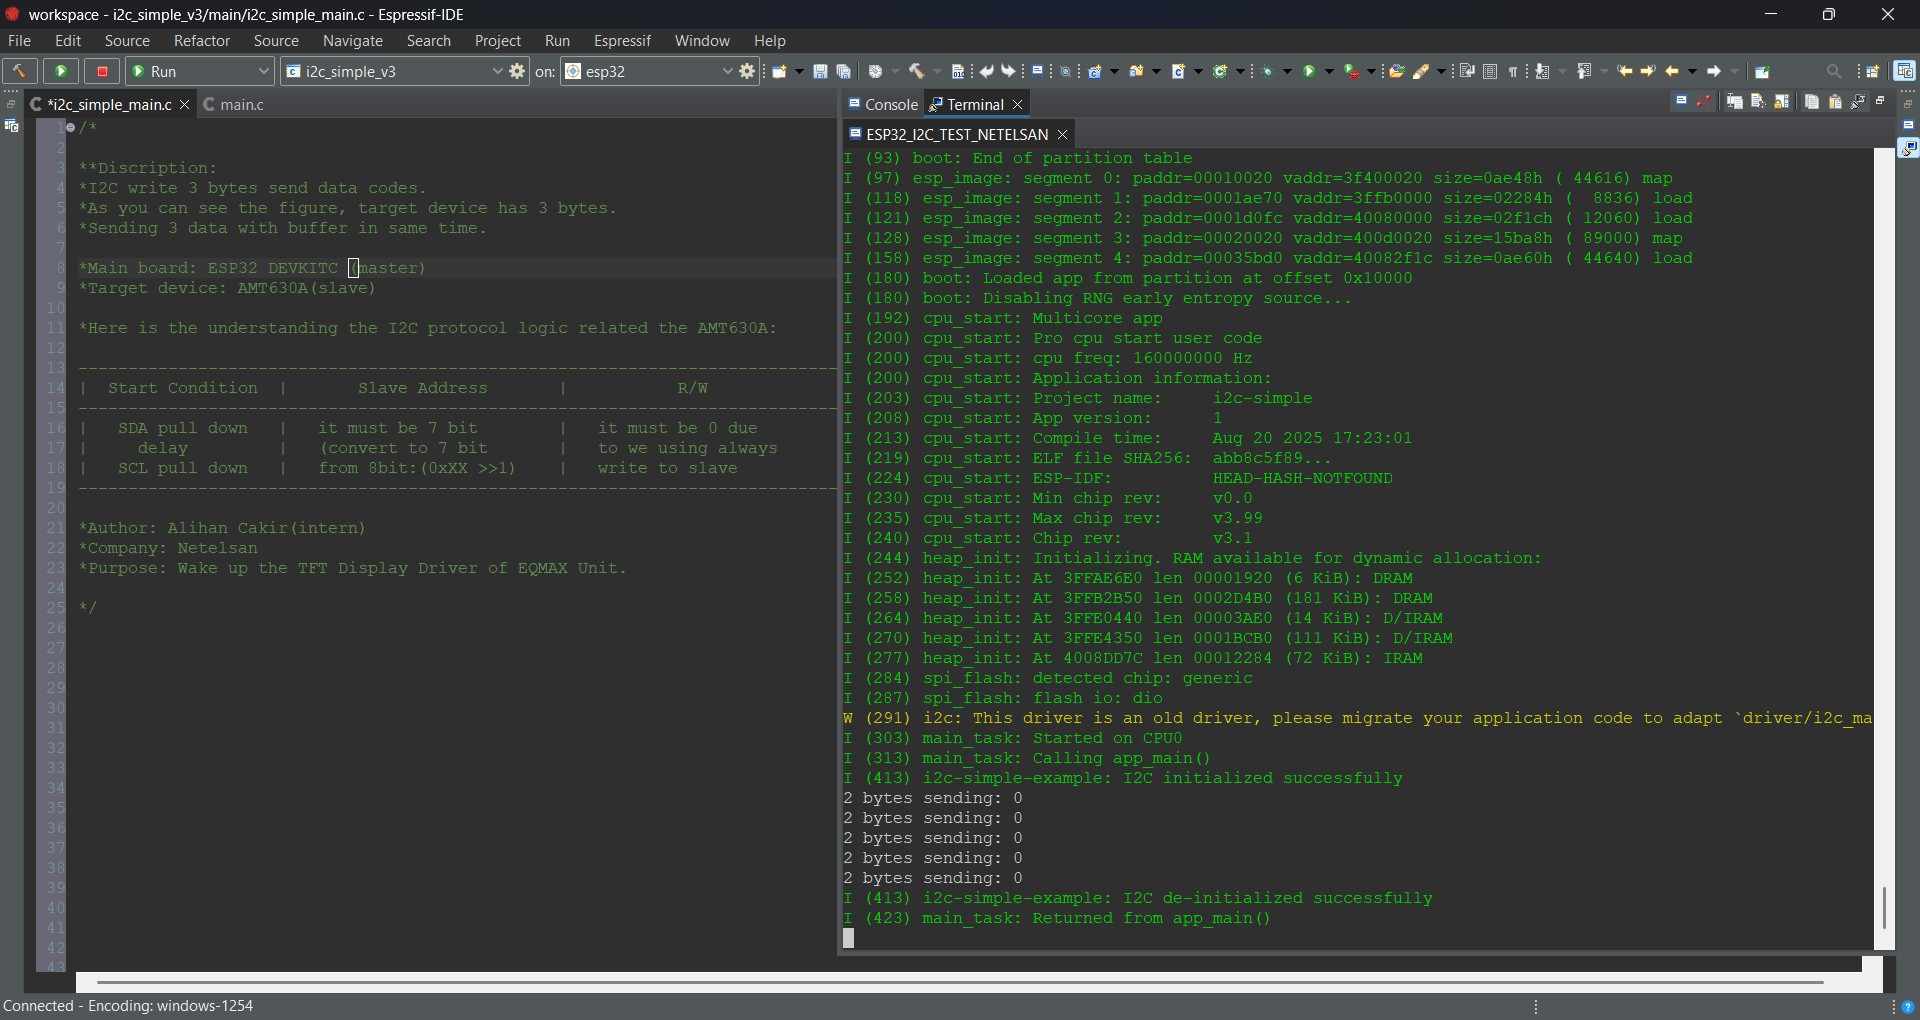 workspace - i2c_simple_v3/main/i2c_simple_main.c - Espressif-IDE
File Edit Source Refactor Source Navigate Search Project Run Espressif Window Help
Run i2c_simple_v3 on: esp32
*i2c_simple_main.c main.c
Console Terminal
ESP32_I2C_TEST_NETELSAN
1 /*
2
3 **Discription:
4 *I2C write 3 bytes send data codes.
5 *As you can see the figure, target device has 3 bytes.
6 *Sending 3 data with buffer in same time.
7
8 *Main board: ESP32 DEVKITC (master)
9 *Target device: AMT630A(slave)
10
11 *Here is the understanding the I2C protocol logic related the AMT630A:
12
13 ----------------------------------------------------------------------------
14 | Start Condition | Slave Address | R/W
15 ----------------------------------------------------------------------------
16 | SDA pull down | it must be 7 bit | it must be 0 due
17 | delay | (convert to 7 bit | to we using always
18 | SCL pull down | from 8bit:(0xXX >>1) | write to slave
19 ----------------------------------------------------------------------------
20
21 *Author: Alihan Cakir(intern)
22 *Company: Netelsan
23 *Purpose: Wake up the TFT Display Driver of EQMAX Unit.
24
25 */
26
27
28
29
30
31
32
33
34
35
36
37
38
39
40
41
42
43
I (93) boot: End of partition table
I (97) esp_image: segment 0: paddr=00010020 vaddr=3f400020 size=0ae48h ( 44616) map
I (118) esp_image: segment 1: paddr=0001ae70 vaddr=3ffb0000 size=02284h ( 8836) load
I (121) esp_image: segment 2: paddr=0001d0fc vaddr=40080000 size=02f1ch ( 12060) load
I (128) esp_image: segment 3: paddr=00020020 vaddr=400d0020 size=15ba8h ( 89000) map
I (158) esp_image: segment 4: paddr=00035bd0 vaddr=40082f1c size=0ae60h ( 44640) load
I (180) boot: Loaded app from partition at offset 0x10000
I (180) boot: Disabling RNG early entropy source...
I (192) cpu_start: Multicore app
I (200) cpu_start: Pro cpu start user code
I (200) cpu_start: cpu freq: 160000000 Hz
I (200) cpu_start: Application information:
I (203) cpu_start: Project name: i2c-simple
I (208) cpu_start: App version: 1
I (213) cpu_start: Compile time: Aug 20 2025 17:23:01
I (219) cpu_start: ELF file SHA256: abb8c5f89...
I (224) cpu_start: ESP-IDF: HEAD-HASH-NOTFOUND
I (230) cpu_start: Min chip rev: v0.0
I (235) cpu_start: Max chip rev: v3.99
I (240) cpu_start: Chip rev: v3.1
I (244) heap_init: Initializing. RAM available for dynamic allocation:
I (252) heap_init: At 3FFAE6E0 len 00001920 (6 KiB): DRAM
I (258) heap_init: At 3FFB2B50 len 0002D4B0 (181 KiB): DRAM
I (264) heap_init: At 3FFE0440 len 00003AE0 (14 KiB): D/IRAM
I (270) heap_init: At 3FFE4350 len 0001BCB0 (111 KiB): D/IRAM
I (277) heap_init: At 4008DD7C len 00012284 (72 KiB): IRAM
I (284) spi_flash: detected chip: generic
I (287) spi_flash: flash io: dio
W (291) i2c: This driver is an old driver, please migrate your application code to adapt `driver/i2c_ma
I (303) main_task: Started on CPU0
I (313) main_task: Calling app_main()
I (413) i2c-simple-example: I2C initialized successfully
2 bytes sending: 0
2 bytes sending: 0
2 bytes sending: 0
2 bytes sending: 0
2 bytes sending: 0
I (413) i2c-simple-example: I2C de-initialized successfully
I (423) main_task: Returned from app_main()
Connected - Encoding: windows-1254